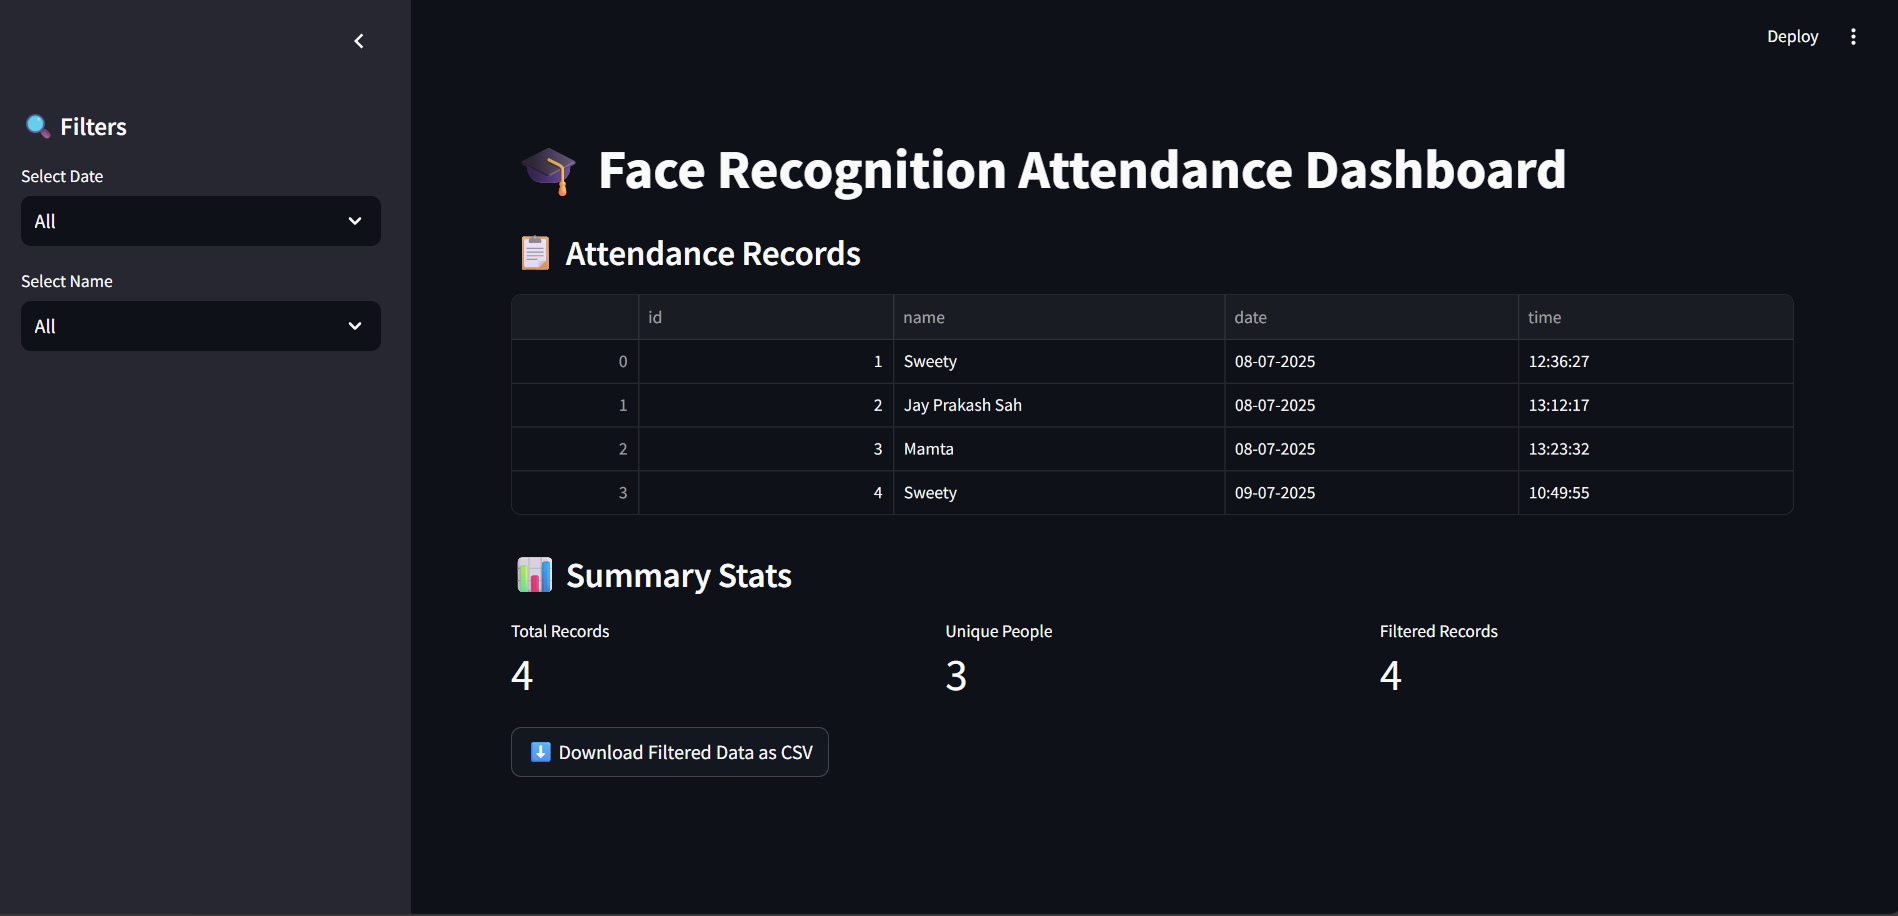 Deploy
🔍 Filters
Select Date
All
Select Name
All
🎓 Face Recognition Attendance Dashboard
📋 Attendance Records
id name date time
0 1 Sweety 08-07-2025 12:36:27
1 2 Jay Prakash Sah 08-07-2025 13:12:17
2 3 Mamta 08-07-2025 13:23:32
3 4 Sweety 09-07-2025 10:49:55
📊 Summary Stats
Total Records Unique People Filtered Records
4 3 4
⬇️ Download Filtered Data as CSV